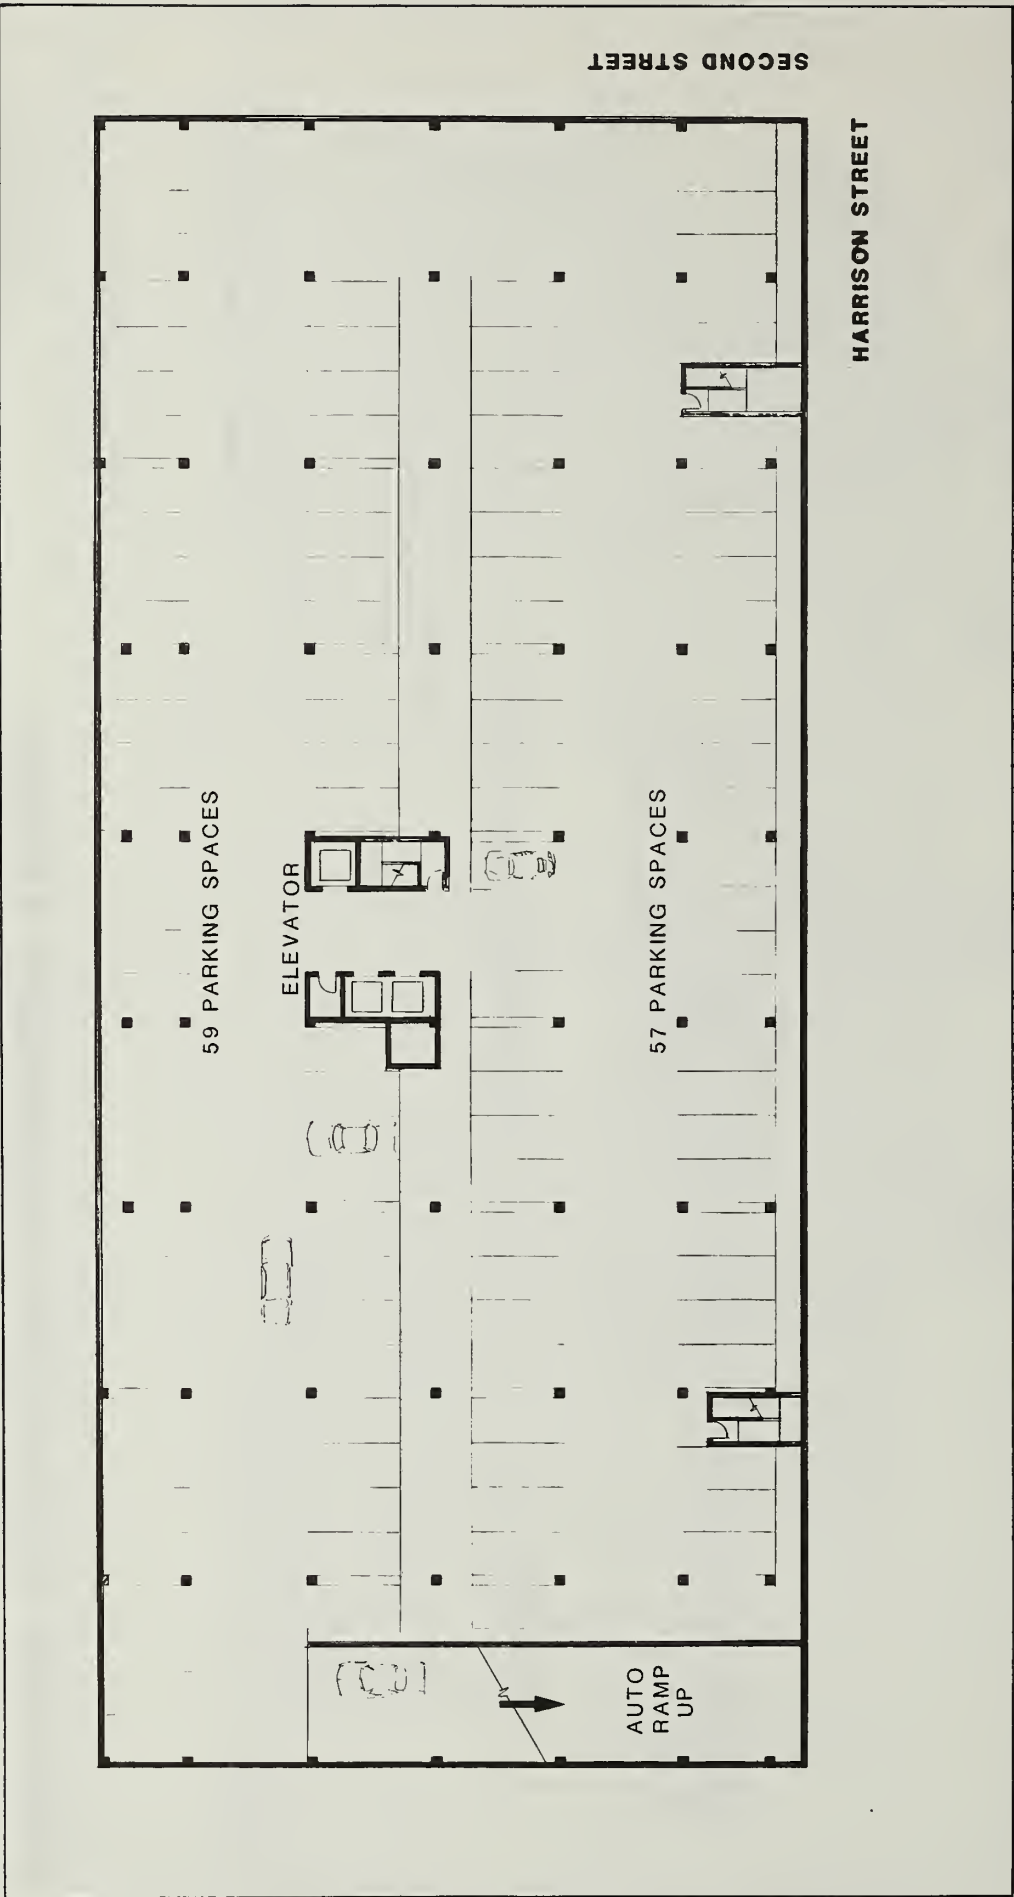 SECOND STREET
HARRISON STREET
59 PARKING SPACES
ELEVATOR
57 PARKING SPACES
AUTO
RAMP
UP